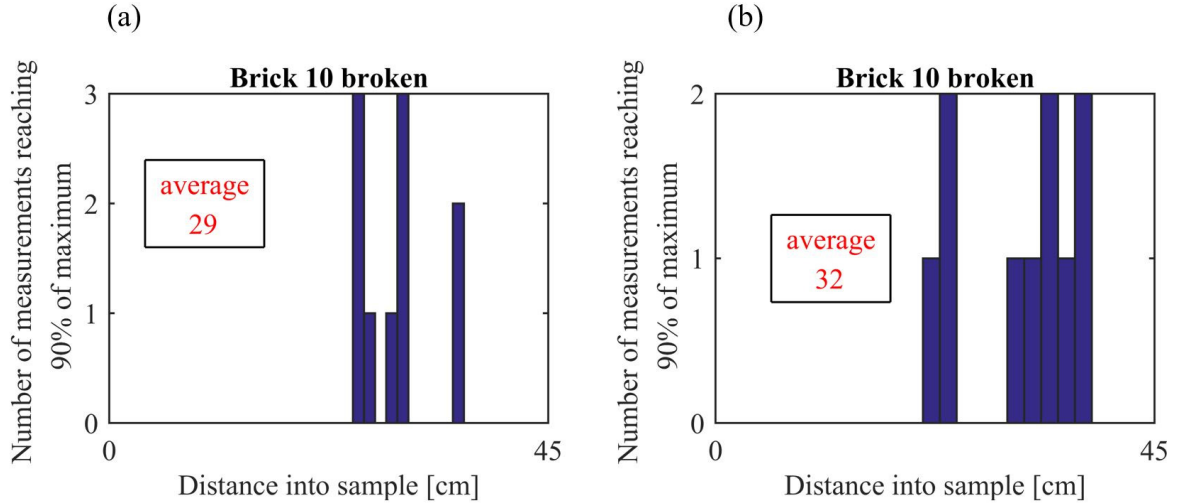 (a)
Brick 10 broken
Number of measurements reaching
90% of maximum
3
2
1
0
average
29
0
45
Distance into sample [cm]
(b)
Brick 10 broken
Number of measurements reaching
90% of maximum
2
1
0
average
32
0
45
Distance into sample [cm]